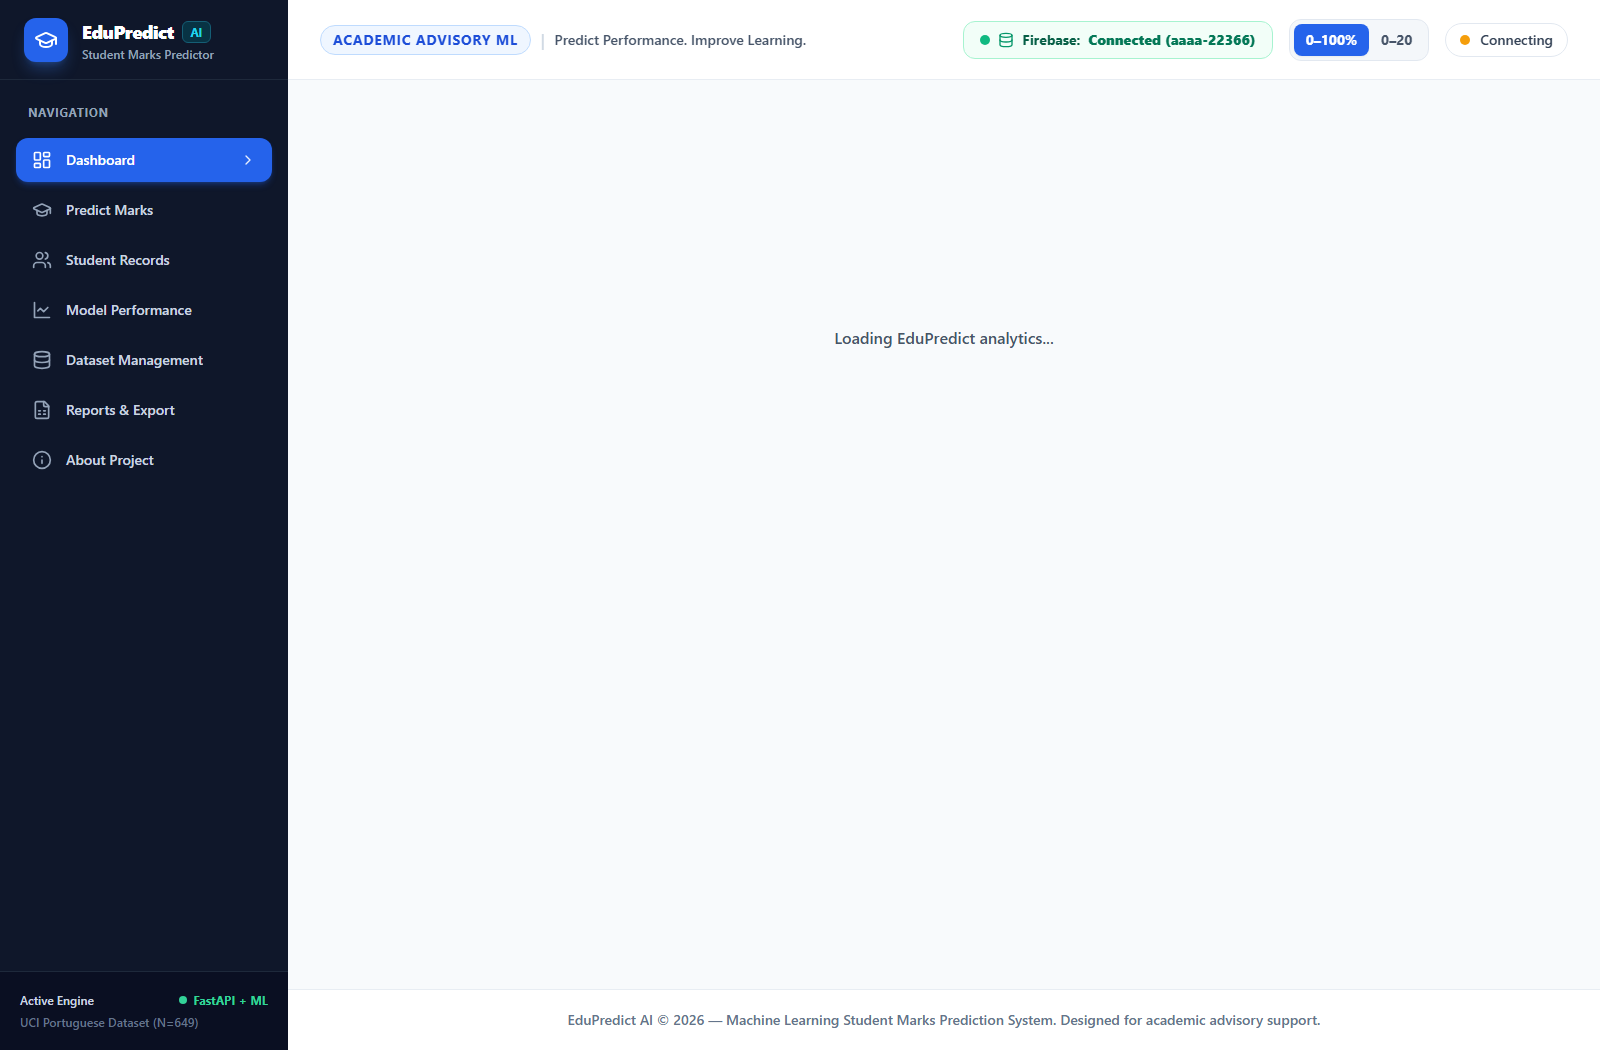 EduPredict AI
Student Marks Predictor
ACADEMIC ADVISORY ML | Predict Performance. Improve Learning.
Firebase: Connected (aaaa-22366)
0–100% 0–20
Connecting
NAVIGATION
Dashboard
Predict Marks
Student Records
Model Performance
Dataset Management
Reports & Export
About Project
Loading EduPredict analytics...
Active Engine FastAPI + ML
UCI Portuguese Dataset (N=649)
EduPredict AI © 2026 — Machine Learning Student Marks Prediction System. Designed for academic advisory support.